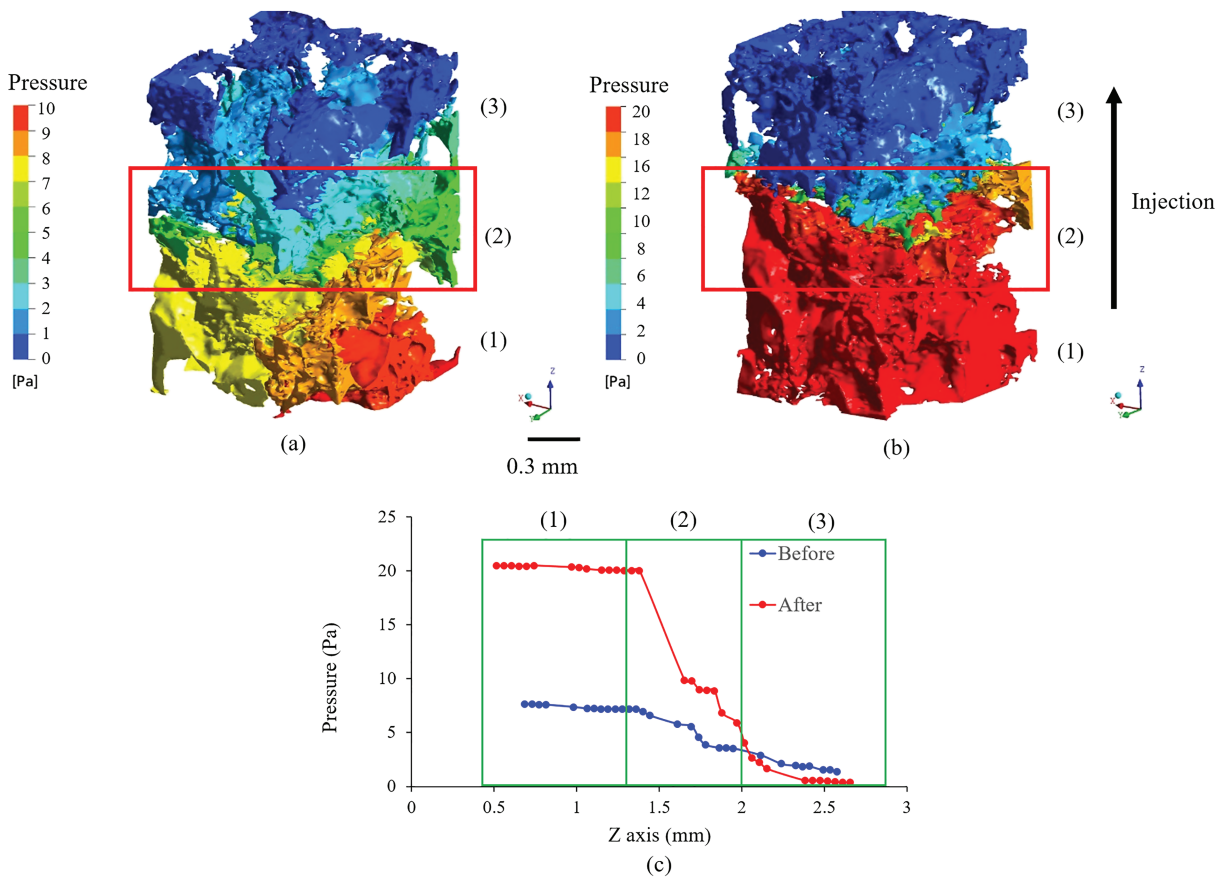 Pressure
10
9
8
7
6
5
4
3
2
1
0
[Pa]
(3)
(2)
(1)
Z
X
Y
(a)
0.3 mm
Pressure
20
18
16
12
10
8
6
4
2
0
[Pa]
(3)
(2)
(1)
Injection
Z
X
Y
(b)
25
20
15
10
5
0
Pressure (Pa)
(1)
(2)
(3)
Before
After
0
0.5
1
1.5
2
2.5
3
Z axis (mm)
(c)